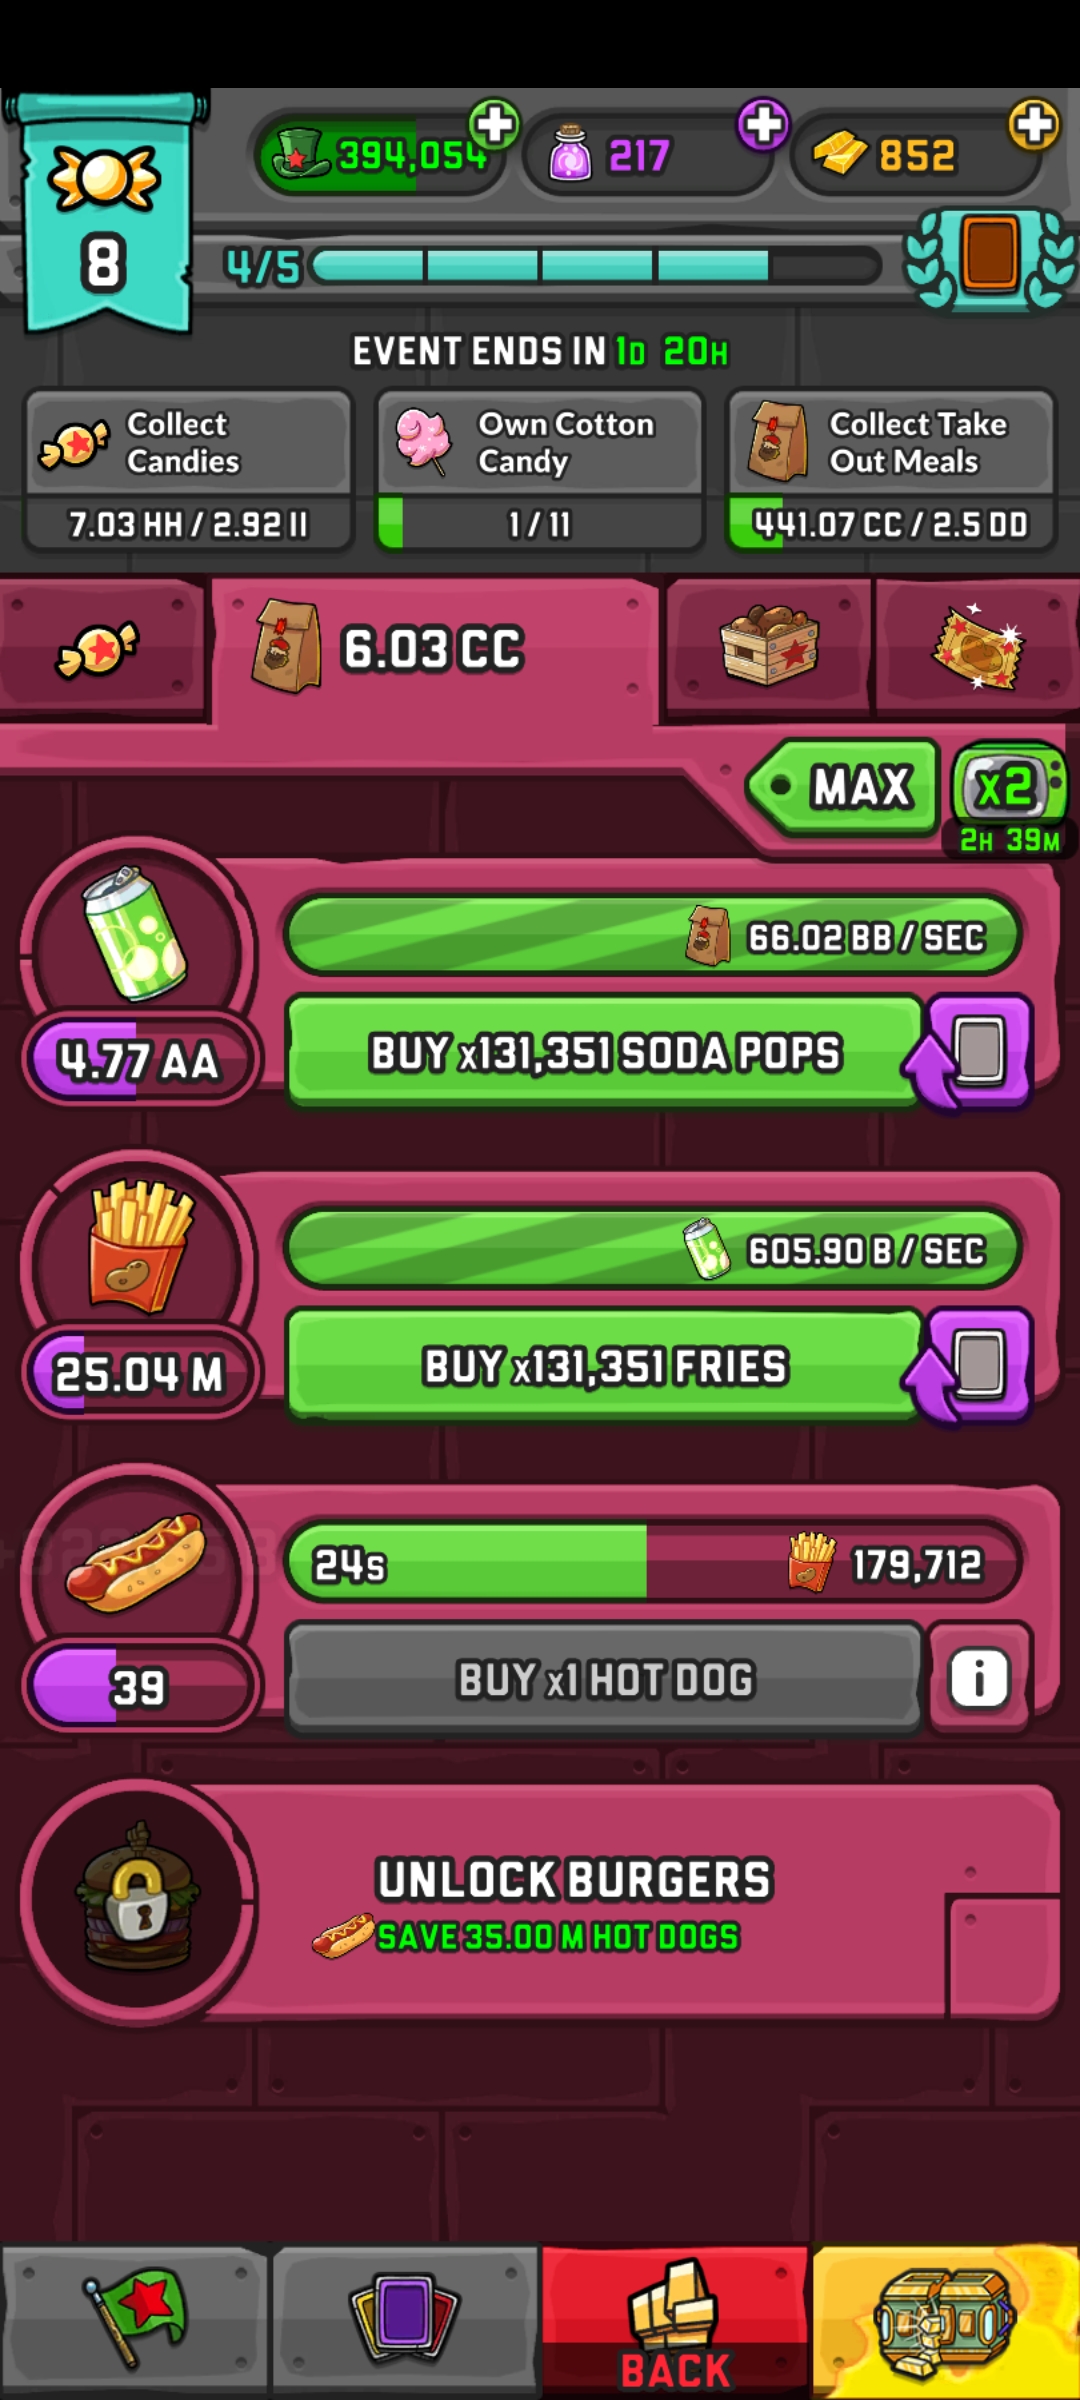 394,054
217
852
8
4/5
EVENT ENDS IN 1D 20H
Collect
Candies
7.03 HH / 2.92 II
Own Cotton
Candy
1 / 11
Collect Take
Out Meals
441.07 CC / 2.5 DD
6.03 CC
MAX
x2
2H 39M
66.02 BB / SEC
4.77 AA
BUY x131,351 SODA POPS
605.90 B / SEC
25.04 M
BUY x131,351 FRIES
24s
179,712
39
BUY x1 HOT DOG
i
UNLOCK BURGERS
SAVE 35.00 M HOT DOGS
BACK